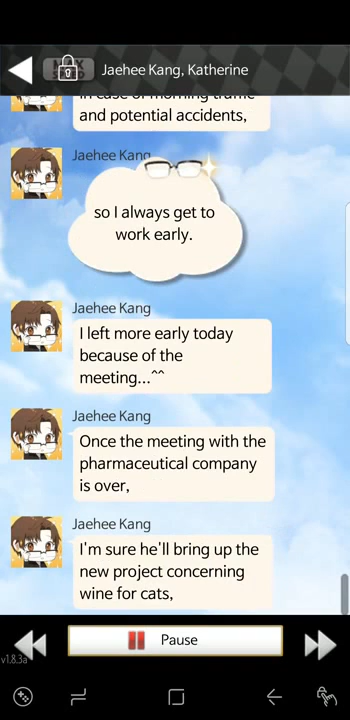 Jaehee Kang, Katherine
and potential accidents,
Jaehee Kang
so I always get to
work early.
Jaehee Kang
I left more early today
because of the
meeting...^^
Jaehee Kang
Once the meeting with the
pharmaceutical company
is over,
Jaehee Kang
I'm sure he'll bring up the
new project concerning
wine for cats,
Pause
v1.8.3a